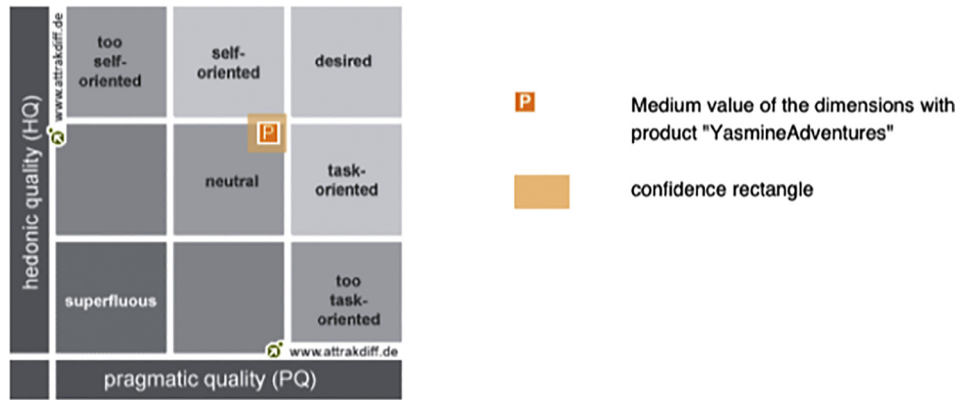 www.attrakdiff.de
hedonic quality (HQ)
too
self-
oriented
self-
oriented
desired
P
neutral
task-
oriented
superfluous
too
task-
oriented
www.attrakdiff.de
pragmatic quality (PQ)
P
Medium value of the dimensions with
product "YasmineAdventures"
confidence rectangle